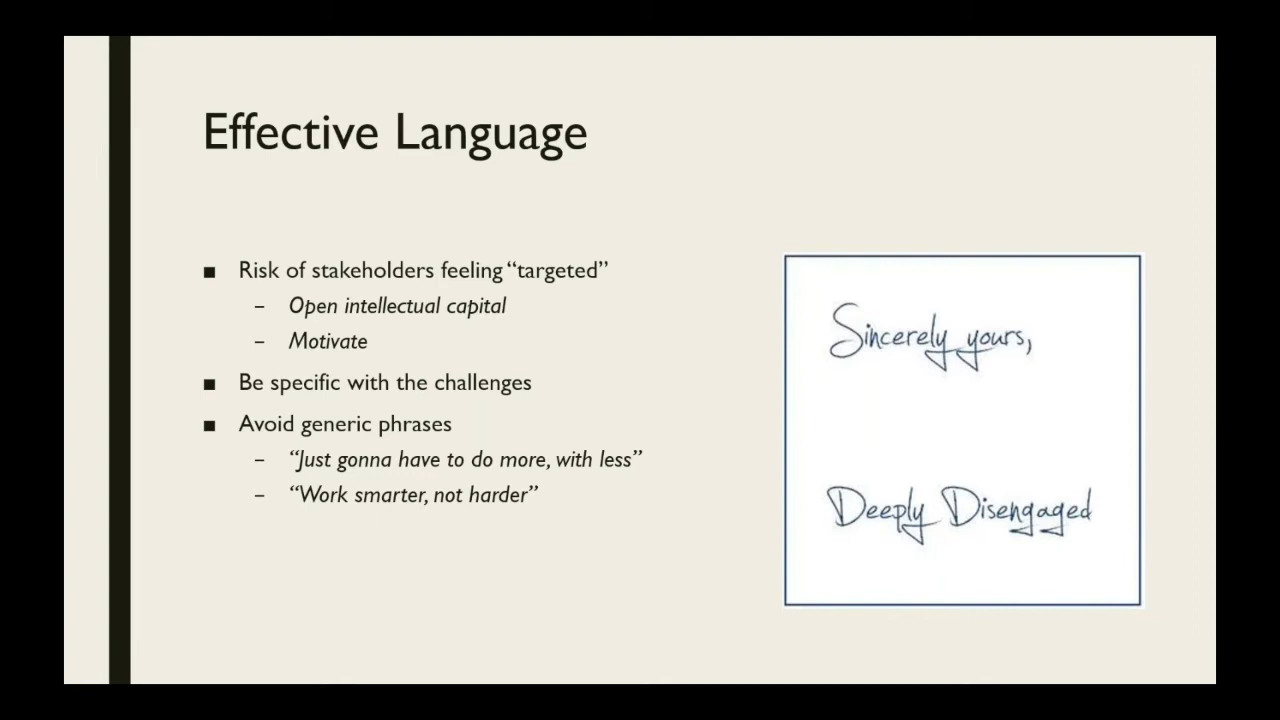 Effective Language
■ Risk of stakeholders feeling “targeted”
– Open intellectual capital
– Motivate
■ Be specific with the challenges
■ Avoid generic phrases
– “Just gonna have to do more, with less”
– “Work smarter, not harder”
Sincerely yours,
Deeply Disengaged